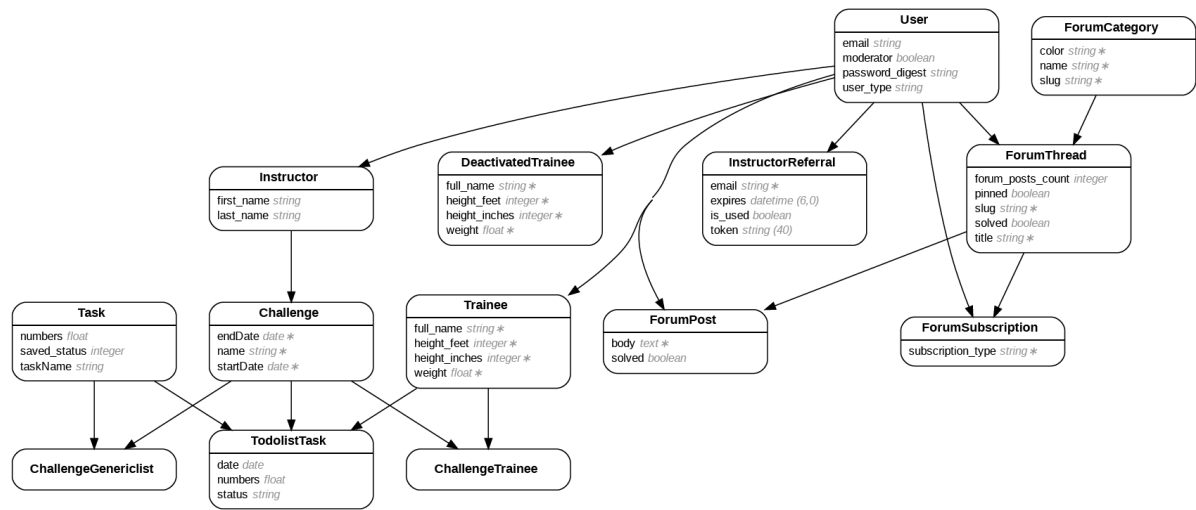 User
email string
moderator boolean
password_digest string
user_type string
ForumCategory
color string∗
name string∗
slug string∗
Instructor
first_name string
last_name string
DeactivatedTrainee
full_name string∗
height_feet integer∗
height_inches integer∗
weight float∗
InstructorReferral
email string∗
expires datetime (6,0)
is_used boolean
token string (40)
ForumThread
forum_posts_count integer
pinned boolean
slug string∗
solved boolean
title string∗
Task
numbers float
saved_status integer
taskName string
Challenge
endDate date∗
name string∗
startDate date∗
Trainee
full_name string∗
height_feet integer∗
height_inches integer∗
weight float∗
ForumPost
body text∗
solved boolean
ForumSubscription
subscription_type string∗
ChallengeGenericlist
TodolistTask
date date
numbers float
status string
ChallengeTrainee